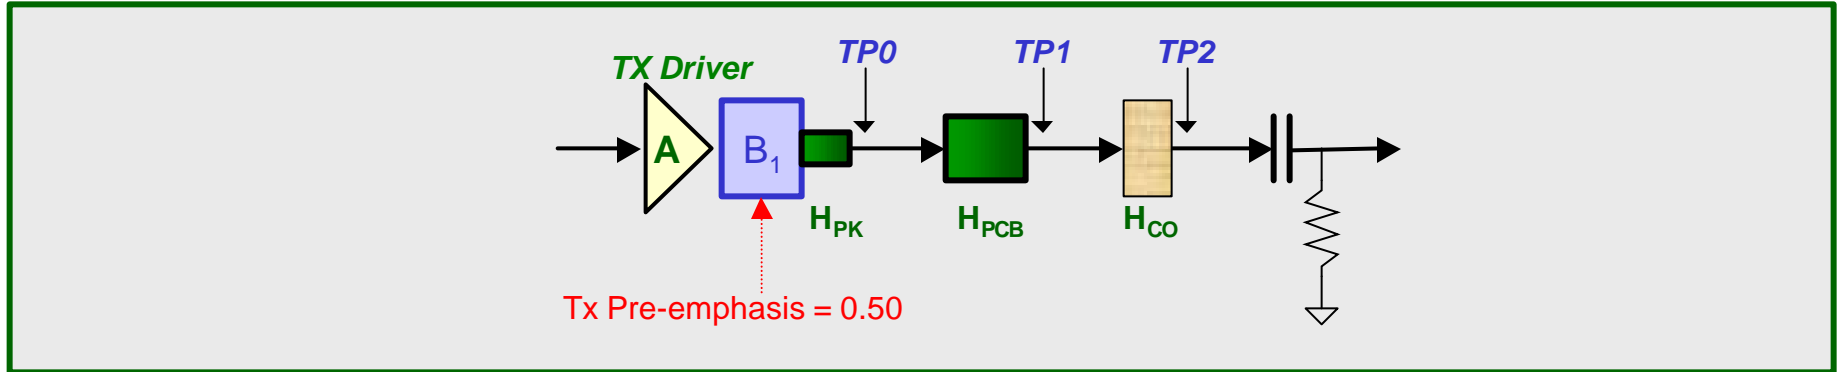 TP0 TP1 TP2
TX Driver
A B1
HPK HPCB HCO
Tx Pre-emphasis = 0.50